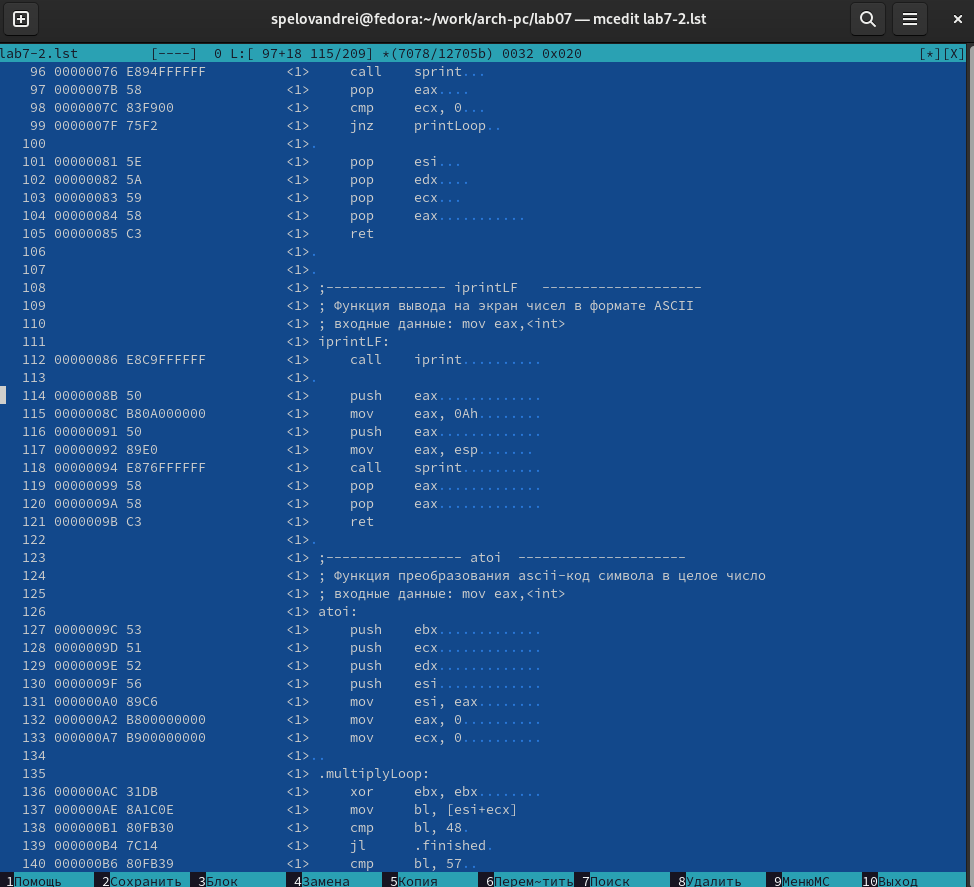 spelovandrei@fedora:~/work/arch-pc/lab07 — mcedit lab7-2.lst
lab7-2.lst [----] 0 L:[ 97+18 115/209] *(7078/12705b) 0032 0x020 [*][X]
96 00000076 E894FFFFFF <1> call sprint...
97 0000007B 58 <1> pop eax....
98 0000007C 83F900 <1> cmp ecx, 0...
99 0000007F 75F2 <1> jnz printLoop..
100 <1>.
101 00000081 5E <1> pop esi...
102 00000082 5A <1> pop edx....
103 00000083 59 <1> pop ecx...
104 00000084 58 <1> pop eax...........
105 00000085 C3 <1> ret
106 <1>.
107 <1>.
108 <1> ;--------------- iprintLF --------------------
109 <1> ; Функция вывода на экран чисел в формате ASCII
110 <1> ; входные данные: mov eax,<int>
111 <1> iprintLF:
112 00000086 E8C9FFFFFF <1> call iprint..........
113 <1>.
114 0000008B 50 <1> push eax.............
115 0000008C B80A000000 <1> mov eax, 0Ah........
116 00000091 50 <1> push eax.............
117 00000092 89E0 <1> mov eax, esp.......
118 00000094 E876FFFFFF <1> call sprint..........
119 00000099 58 <1> pop eax.............
120 0000009A 58 <1> pop eax.............
121 0000009B C3 <1> ret
122 <1>.
123 <1> ;----------------- atoi ---------------------
124 <1> ; Функция преобразования ascii-код символа в целое число
125 <1> ; входные данные: mov eax,<int>
126 <1> atoi:
127 0000009C 53 <1> push ebx.............
128 0000009D 51 <1> push ecx.............
129 0000009E 52 <1> push edx.............
130 0000009F 56 <1> push esi.............
131 000000A0 89C6 <1> mov esi, eax........
132 000000A2 B800000000 <1> mov eax, 0..........
133 000000A7 B900000000 <1> mov ecx, 0..........
134 <1>..
135 <1> .multiplyLoop:
136 000000AC 31DB <1> xor ebx, ebx........
137 000000AE 8A1C0E <1> mov bl, [esi+ecx]
138 000000B1 80FB30 <1> cmp bl, 48.
139 000000B4 7C14 <1> jl .finished.
140 000000B6 80FB39 <1> cmp bl, 57..
1Помощь 2Сохранить 3Блок 4Замена 5Копия 6Перем~тить 7Поиск 8Удалить 9МенюMC 10Выход